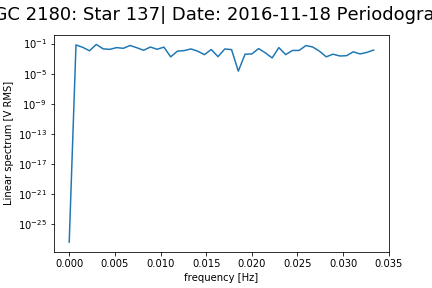 GC 2180: Star 137| Date: 2016-11-18 Periodogra
10⁻¹
10⁻⁵
10⁻⁹
10⁻¹³
10⁻¹⁷
10⁻²¹
10⁻²⁵
Linear spectrum [V RMS]
0.000 0.005 0.010 0.015 0.020 0.025 0.030 0.035
frequency [Hz]